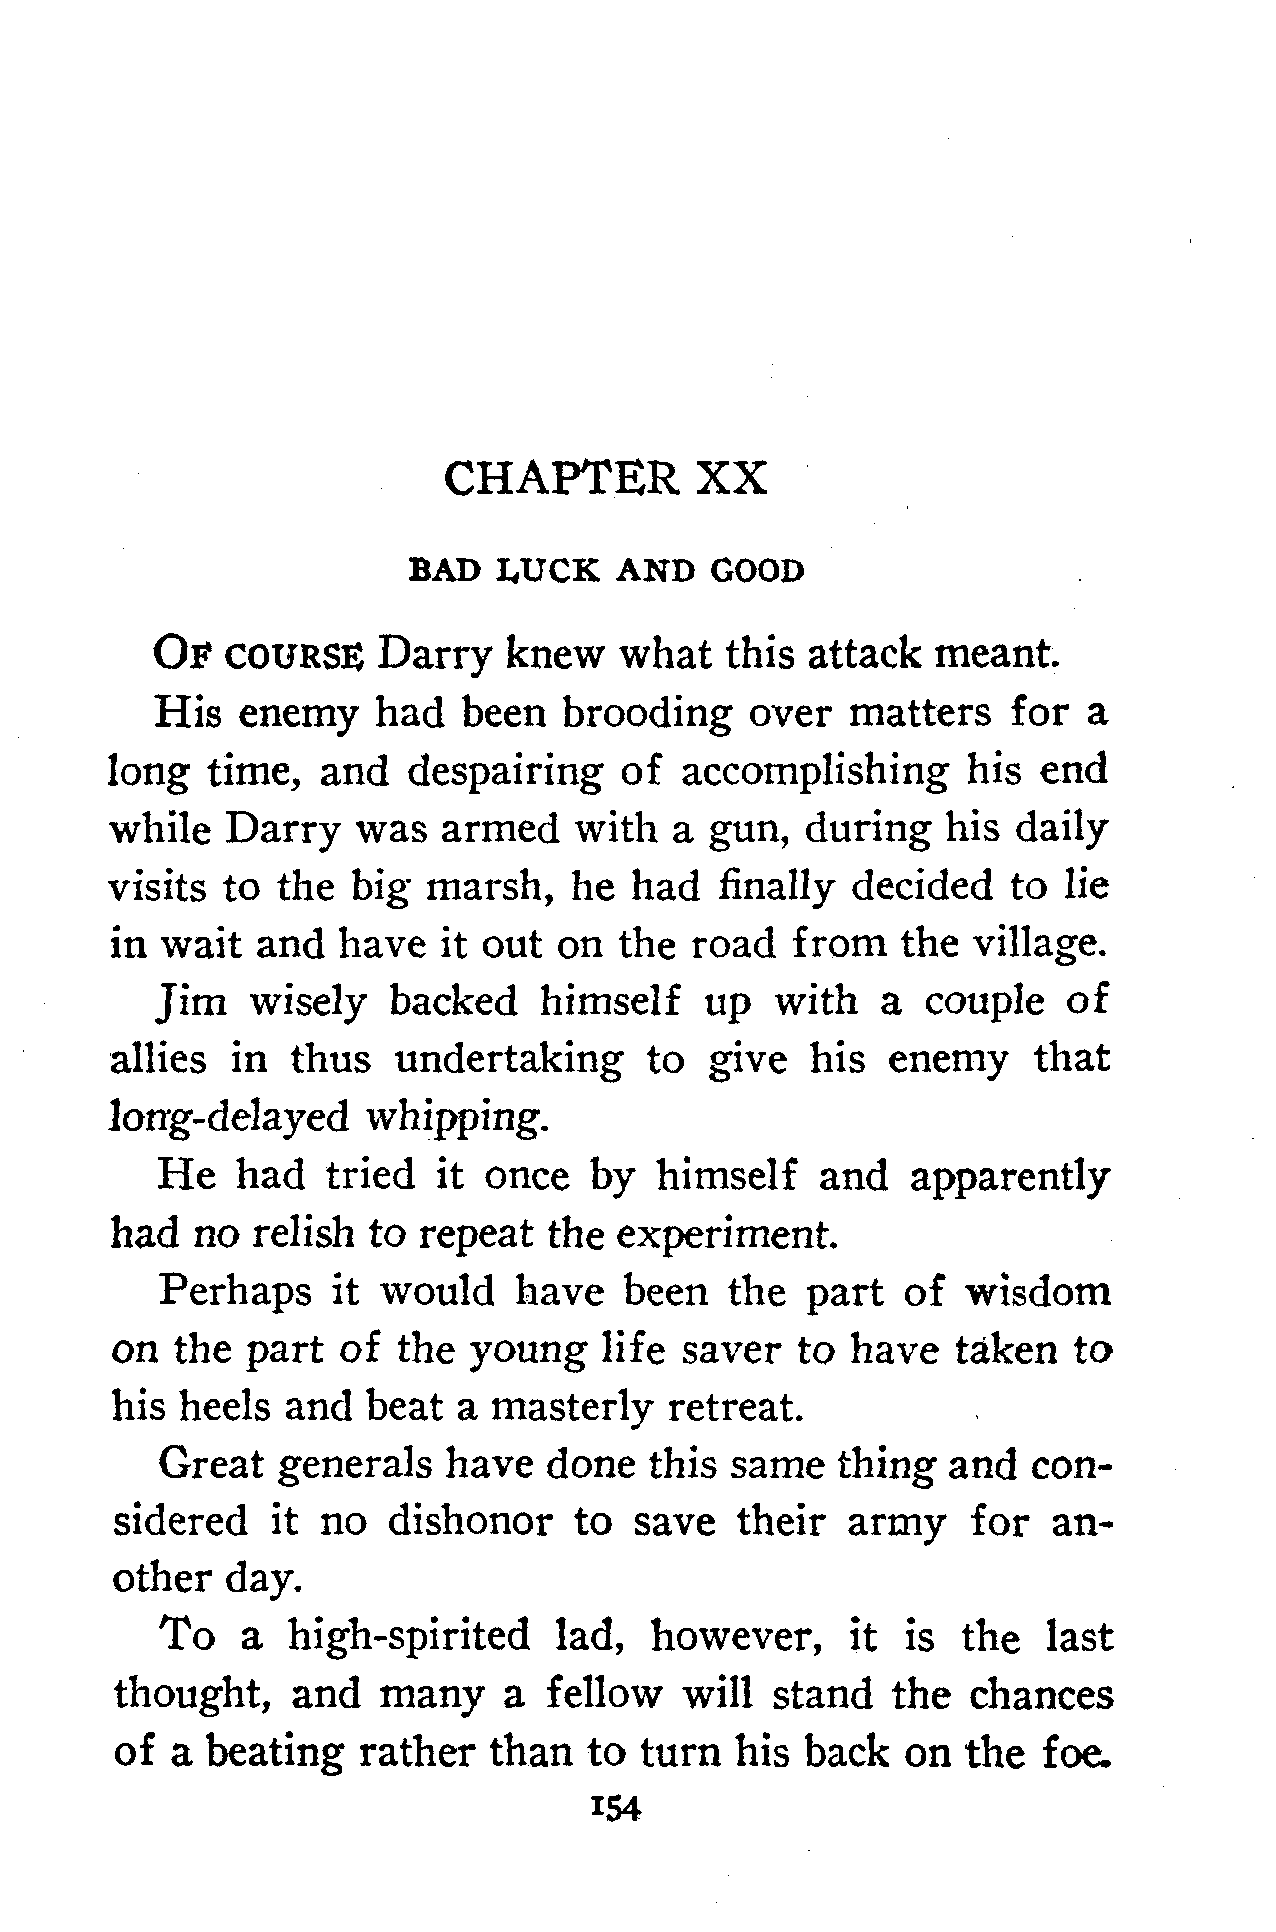 CHAPTER XX
BAD LUCK AND GOOD
OF COURSE Darry knew what this attack meant.
His enemy had been brooding over matters for a
long time, and despairing of accomplishing his end
while Darry was armed with a gun, during his daily
visits to the big marsh, he had finally decided to lie
in wait and have it out on the road from the village.
Jim wisely backed himself up with a couple of
allies in thus undertaking to give his enemy that
long-delayed whipping.
He had tried it once by himself and apparently
had no relish to repeat the experiment.
Perhaps it would have been the part of wisdom
on the part of the young life saver to have taken to
his heels and beat a masterly retreat.
Great generals have done this same thing and con-
sidered it no dishonor to save their army for an-
other day.
To a high-spirited lad, however, it is the last
thought, and many a fellow will stand the chances
of a beating rather than to turn his back on the foe.
154